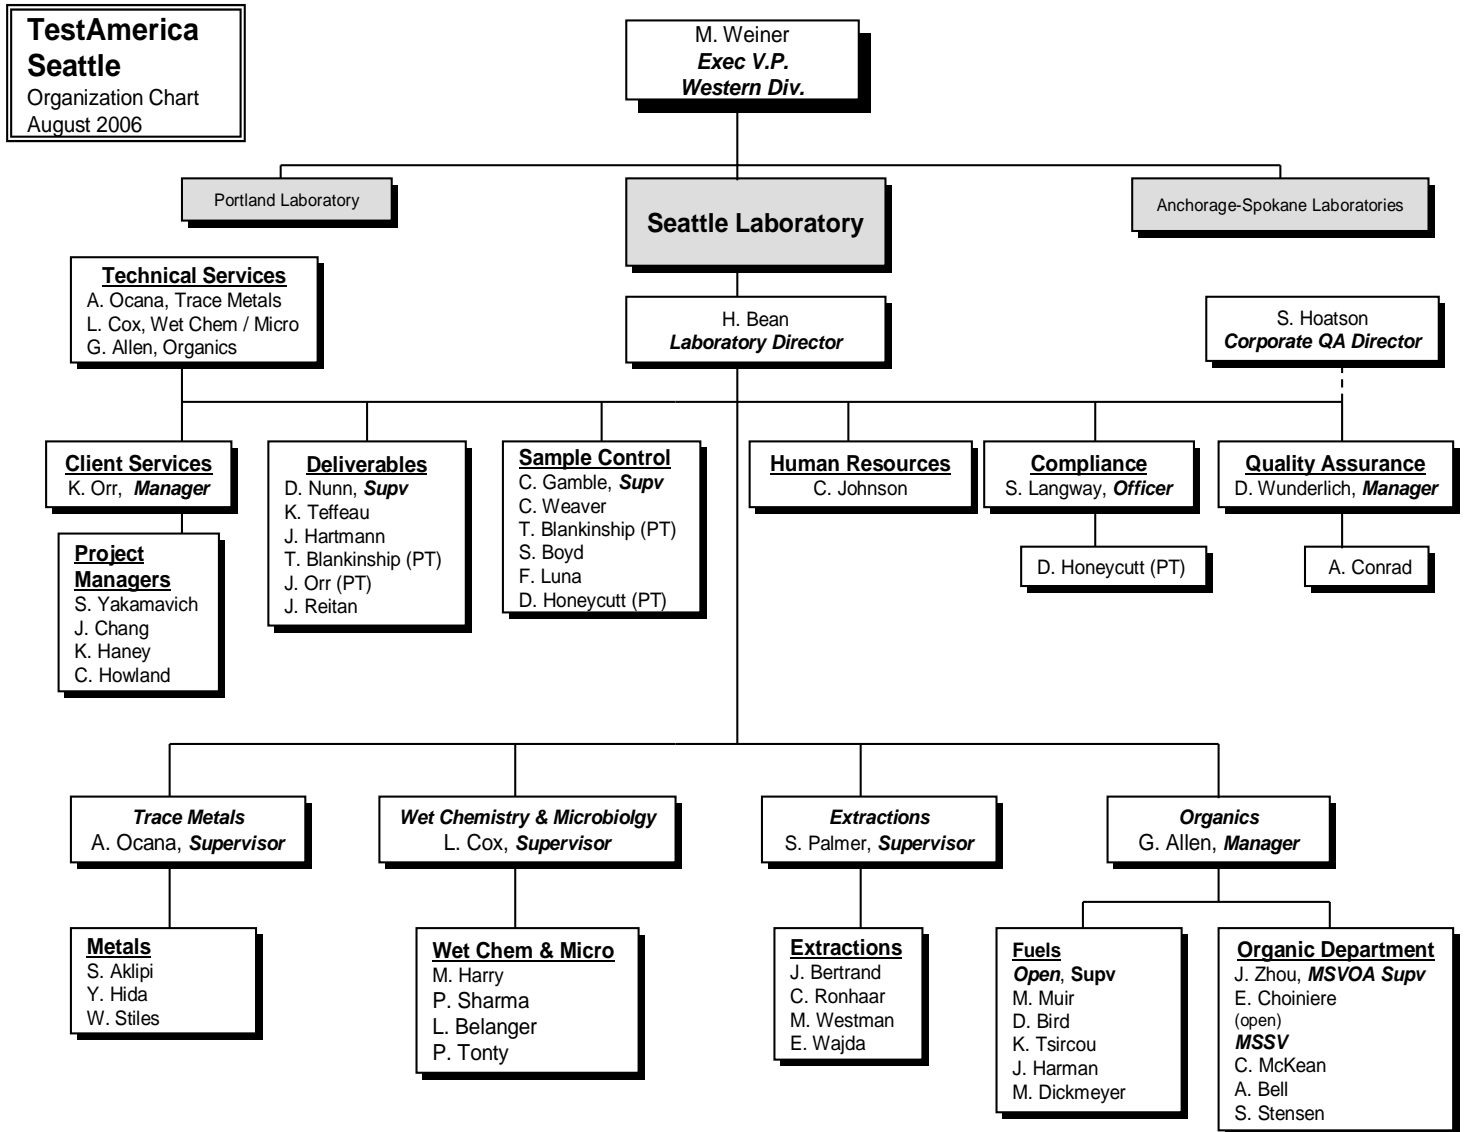 TestAmerica
Seattle
Organization Chart
August 2006
M. Weiner
Exec V.P.
Western Div.
Portland Laboratory
Seattle Laboratory
Anchorage-Spokane Laboratories
Technical Services
A. Ocana, Trace Metals
L. Cox, Wet Chem / Micro
G. Allen, Organics
H. Bean
Laboratory Director
S. Hoatson
Corporate QA Director
Client Services
K. Orr, Manager
Project
Managers
S. Yakamavich
J. Chang
K. Haney
C. Howland
Deliverables
D. Nunn, Supv
K. Teffeau
J. Hartmann
T. Blankinship (PT)
J. Orr (PT)
J. Reitan
Sample Control
C. Gamble, Supv
C. Weaver
T. Blankinship (PT)
S. Boyd
F. Luna
D. Honeycutt (PT)
Human Resources
C. Johnson
Compliance
S. Langway, Officer
D. Honeycutt (PT)
Quality Assurance
D. Wunderlich, Manager
A. Conrad
Trace Metals
A. Ocana, Supervisor
Wet Chemistry & Microbiolgy
L. Cox, Supervisor
Extractions
S. Palmer, Supervisor
Organics
G. Allen, Manager
Metals
S. Aklipi
Y. Hida
W. Stiles
Wet Chem & Micro
M. Harry
P. Sharma
L. Belanger
P. Tonty
Extractions
J. Bertrand
C. Ronhaar
M. Westman
E. Wajda
Fuels
Open, Supv
M. Muir
D. Bird
K. Tsircou
J. Harman
M. Dickmeyer
Organic Department
J. Zhou, MSVOA Supv
E. Choiniere
(open)
MSSV
C. McKean
A. Bell
S. Stensen